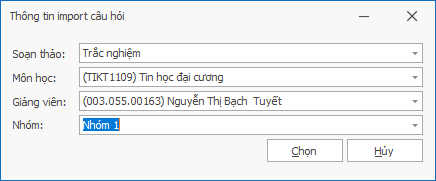 Thông tin import câu hỏi
Soạn thảo: Trắc nghiệm
Môn học: (TIKT1109) Tin học đại cương
Giảng viên: (003.055.00163) Nguyễn Thị Bạch  Tuyết
Nhóm: Nhóm 1
Chọn Hủy